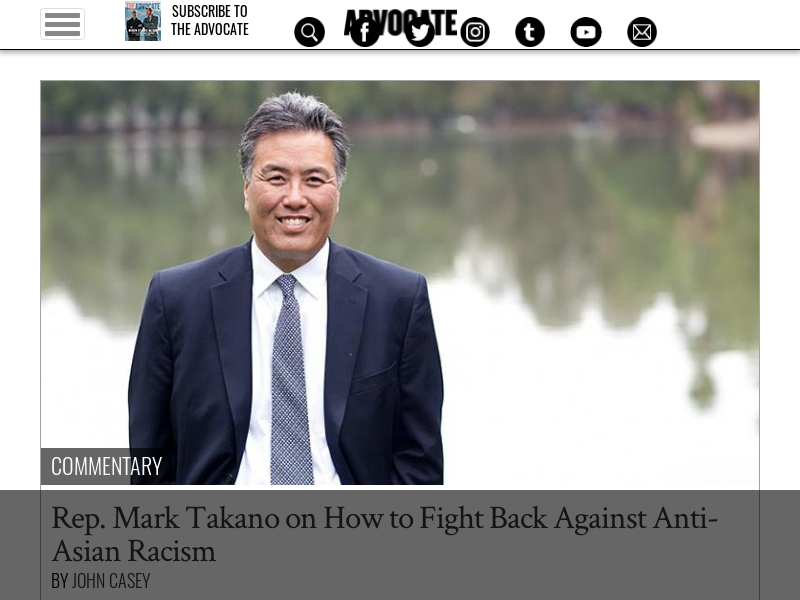 SUBSCRIBE TO
THE ADVOCATE
ADVOCATE
COMMENTARY
Rep. Mark Takano on How to Fight Back Against Anti-
Asian Racism
BY JOHN CASEY